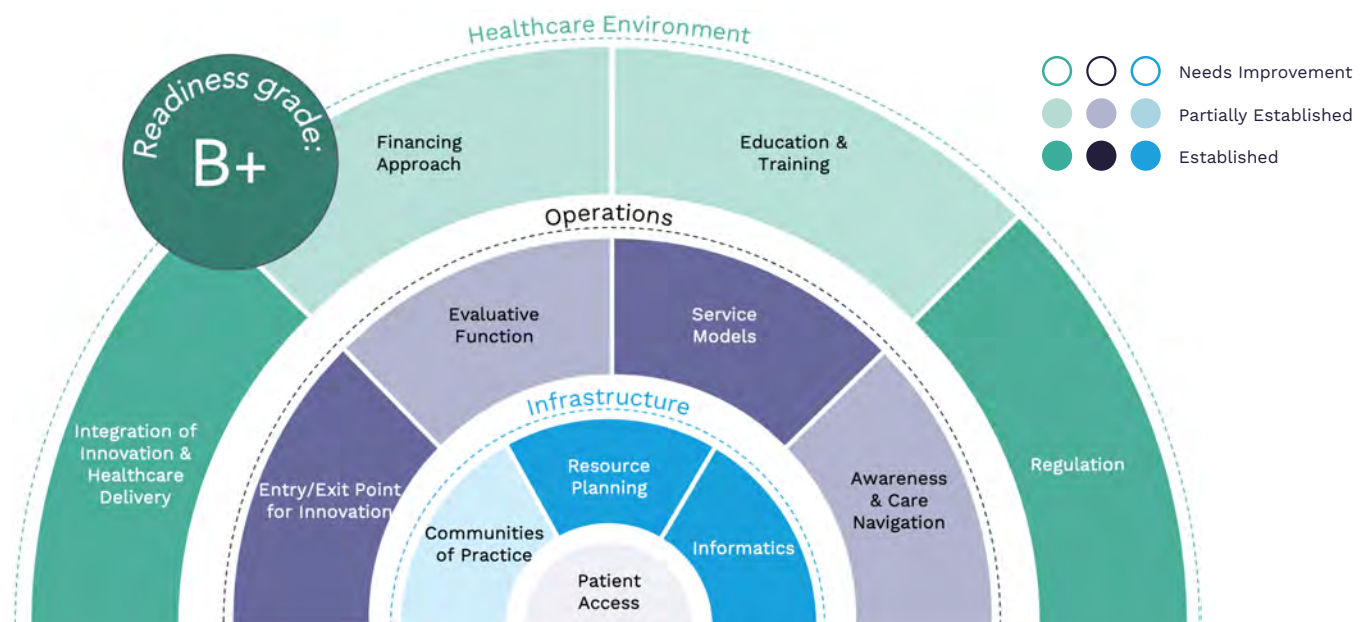 Healthcare Environment
Readiness grade:
B+
Needs Improvement
Partially Established
Established
Financing
Approach
Education &
Training
Integration of
Innovation &
Healthcare
Delivery
Regulation
Operations
Evaluative
Function
Service
Models
Entry/Exit Point
for Innovation
Awareness
& Care
Navigation
Infrastructure
Communities
of Practice
Resource
Planning
Informatics
Patient
Access